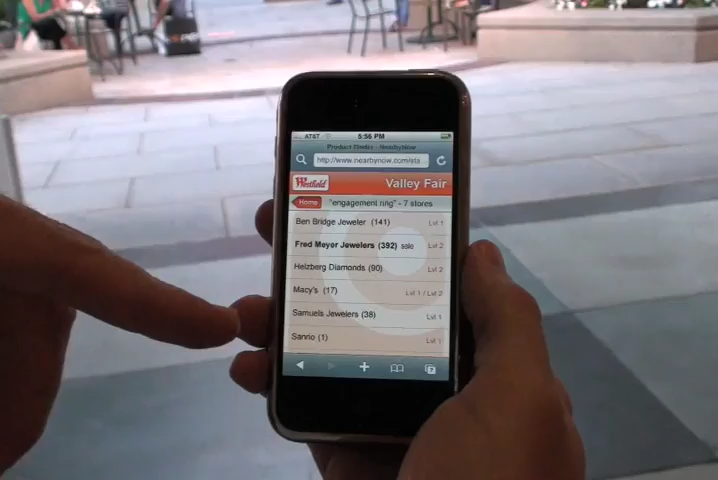 AT&T 5:56 PM
Product Finder - NearbyNow
http://www.nearbynow.com/sta
Westfield Valley Fair
Home "engagement ring" - 7 stores
Ben Bridge Jeweler (141) Lvl 1
Fred Meyer Jewelers (392) sale Lvl 2
Helzberg Diamonds (90) Lvl 2
Macy's (17) Lvl 1 / Lvl 2
Samuels Jewelers (38) Lvl 1
Sanrio (1) Lvl 1